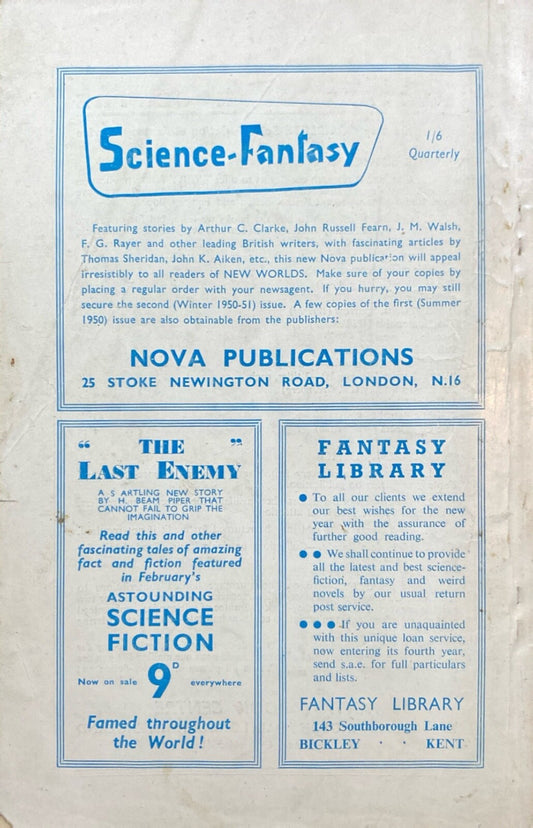 Science-Fantasy
1/6
Quarterly
Featuring stories by Arthur C. Clarke, John Russell Fearn, J. M. Walsh,
F. G. Rayer and other leading British writers, with fascinating articles by
Thomas Sheridan, John K. Aiken, etc., this new Nova publication will appeal
irresistibly to all readers of NEW WORLDS. Make sure of your copies by
placing a regular order with your newsagent. If you hurry, you may still
secure the second (Winter 1950-51) issue. A few copies of the first (Summer
1950) issue are also obtainable from the publishers:
NOVA PUBLICATIONS
25 STOKE NEWINGTON ROAD, LONDON, N.16
“ THE ”
LAST ENEMY
A S ARTLING NEW STORY
BY H. BEAM PIPER THAT
CANNOT FAIL TO GRIP THE
IMAGINATION
Read this and other
fascinating tales of amazing
fact and fiction featured
in February's
ASTOUNDING
SCIENCE
FICTION
Now on sale 9D everywhere
Famed throughout
the World !
FANTASY
LIBRARY
● To all our clients we extend
our best wishes for the new
year with the assurance of
further good reading.
● ● We shall continue to provide
all the latest and best science-
fiction, fantasy and weird
novels by our usual return
post service.
● ● ● If you are unaquainted
with this unique loan service,
now entering its fourth year,
send s.a.e. for full particulars
and lists.
FANTASY LIBRARY
143 Southborough Lane
BICKLEY · · KENT